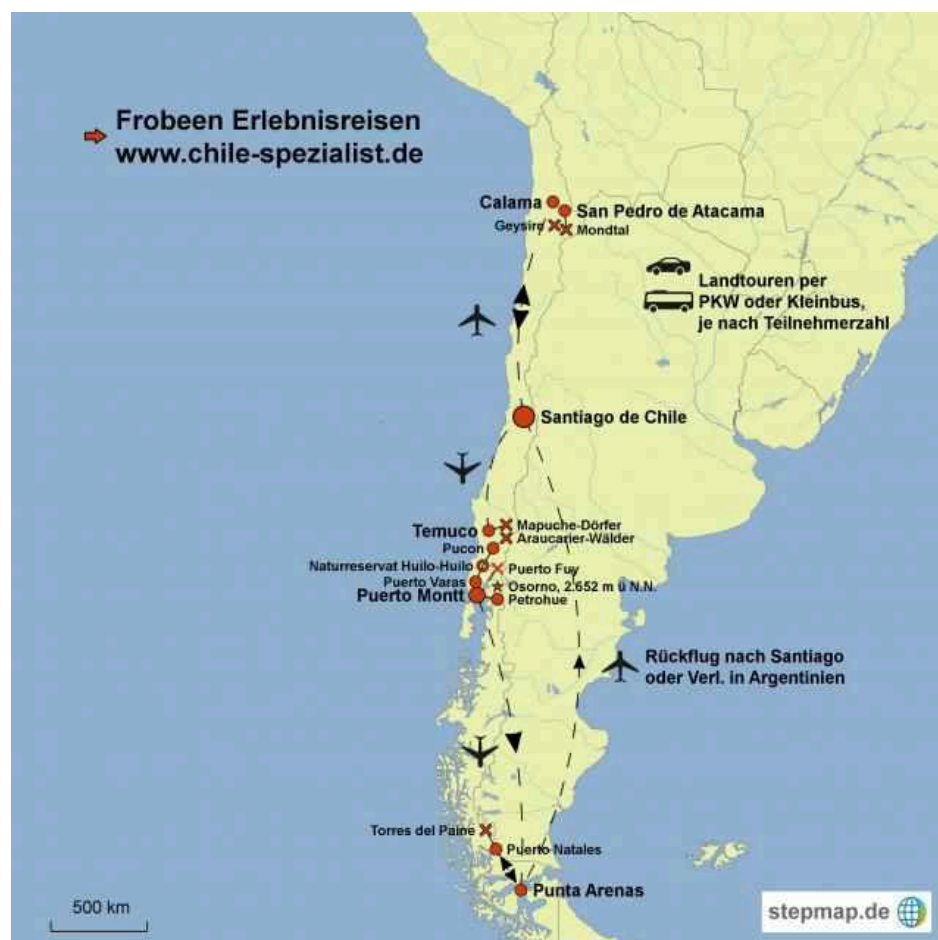 Frobeen Erlebnisreisen
www.chile-spezialist.de
Calama
San Pedro de Atacama
Geysire
Mondtal
Landtouren per
PKW oder Kleinbus,
je nach Teilnehmerzahl
Santiago de Chile
Temuco
Mapuche-Dörfer
Araucarier-Wälder
Pucon
Naturreservat Huilo-Huilo
Puerto Fuy
Puerto Varas
Osorno, 2.652 m ü N.N.
Puerto Montt
Petrohue
Rückflug nach Santiago
oder Verl. in Argentinien
Torres del Paine
Puerto Natales
Punta Arenas
500 km
stepmap.de